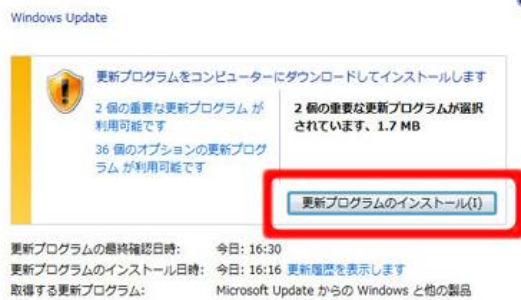 Windows Update
更新プログラムをコンピューターにダウンロードしてインストールします
2 個の重要な更新プログラム が
利用可能です
36 個のオプションの更新プログ
ラム が利用可能です
2 個の重要な更新プログラムが選択
されています、1.7 MB
更新プログラムのインストール(I)
更新プログラムの最終確認日時: 今日: 16:30
更新プログラムのインストール日時: 今日: 16:16 更新履歴を表示します
取得する更新プログラム: Microsoft Update からの Windows と他の製品